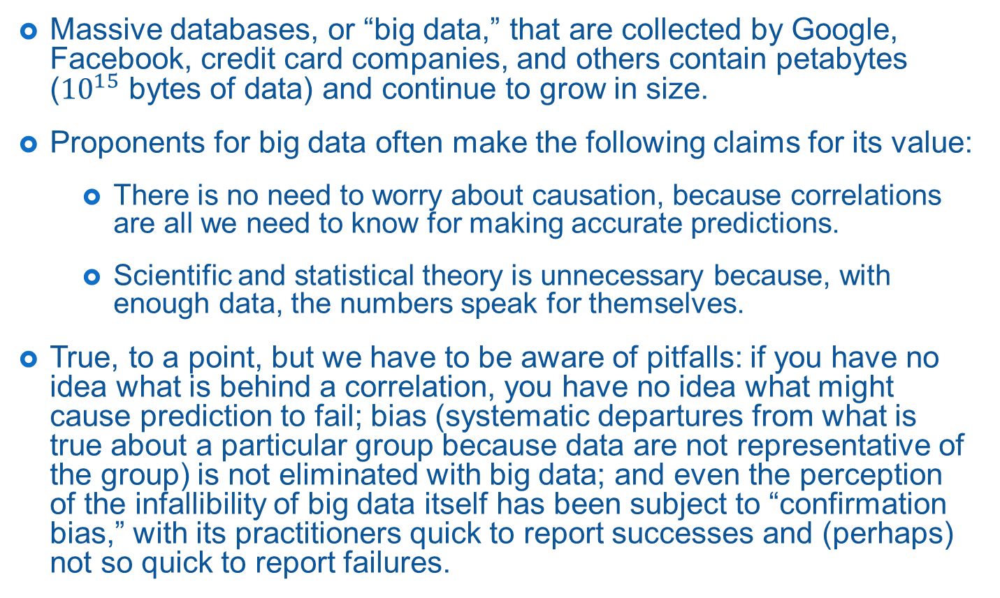 Massive databases, or “big data,” that are collected by Google,
Facebook, credit card companies, and others contain petabytes
(10¹⁵ bytes of data) and continue to grow in size.
Proponents for big data often make the following claims for its value:
There is no need to worry about causation, because correlations
are all we need to know for making accurate predictions.
Scientific and statistical theory is unnecessary because, with
enough data, the numbers speak for themselves.
True, to a point, but we have to be aware of pitfalls: if you have no
idea what is behind a correlation, you have no idea what might
cause prediction to fail; bias (systematic departures from what is
true about a particular group because data are not representative of
the group) is not eliminated with big data; and even the perception
of the infallibility of big data itself has been subject to “confirmation
bias,” with its practitioners quick to report successes and (perhaps)
not so quick to report failures.